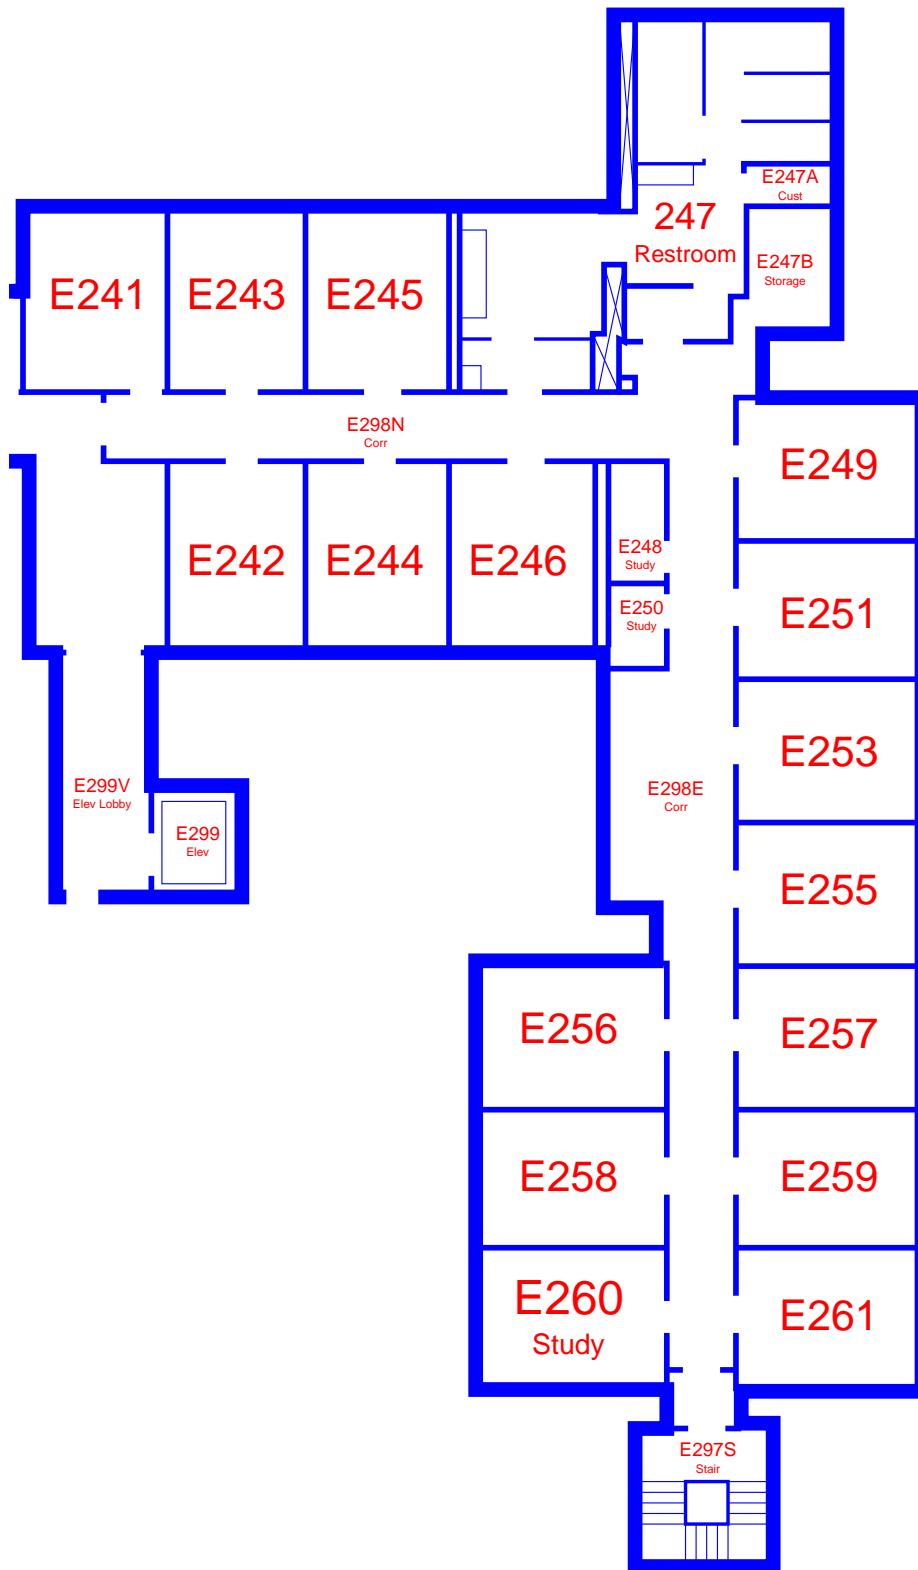 E247A
Cust
247
Restroom
E247B
Storage
E241
E243
E245
E298N
Corr
E249
E242
E244
E246
E248
Study
E250
Study
E251
E253
E299V
Elev Lobby
E298E
Corr
E299
Elev
E255
E256
E257
E258
E259
E260
Study
E261
E297S
Stair